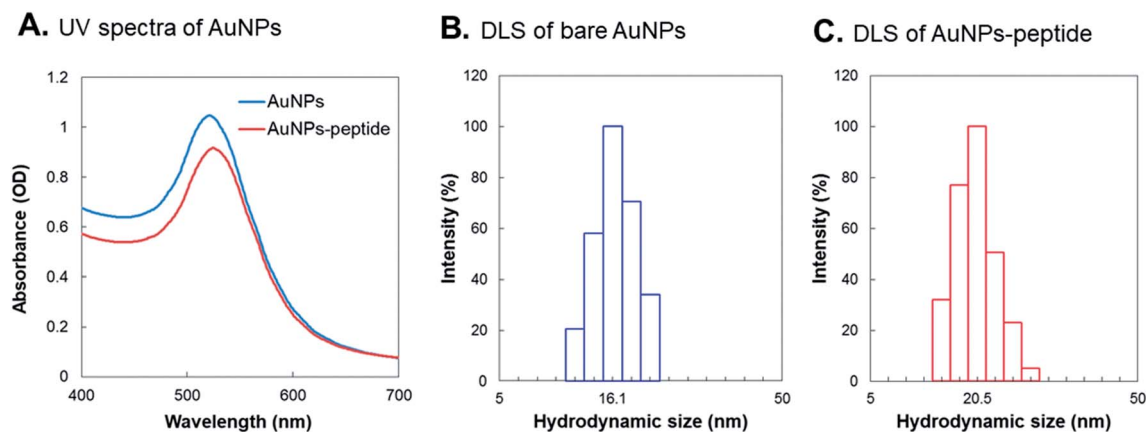 A. UV spectra of AuNPs
1.2
1
0.8
0.6
0.4
0.2
0
400
500
600
700
Absorbance (OD)
Wavelength (nm)
AuNPs
AuNPs-peptide
B. DLS of bare AuNPs
120
100
80
60
40
20
0
5
16.1
50
Intensity (%)
Hydrodynamic size (nm)
C. DLS of AuNPs-peptide
120
100
80
60
40
20
0
5
20.5
50
Intensity (%)
Hydrodynamic size (nm)